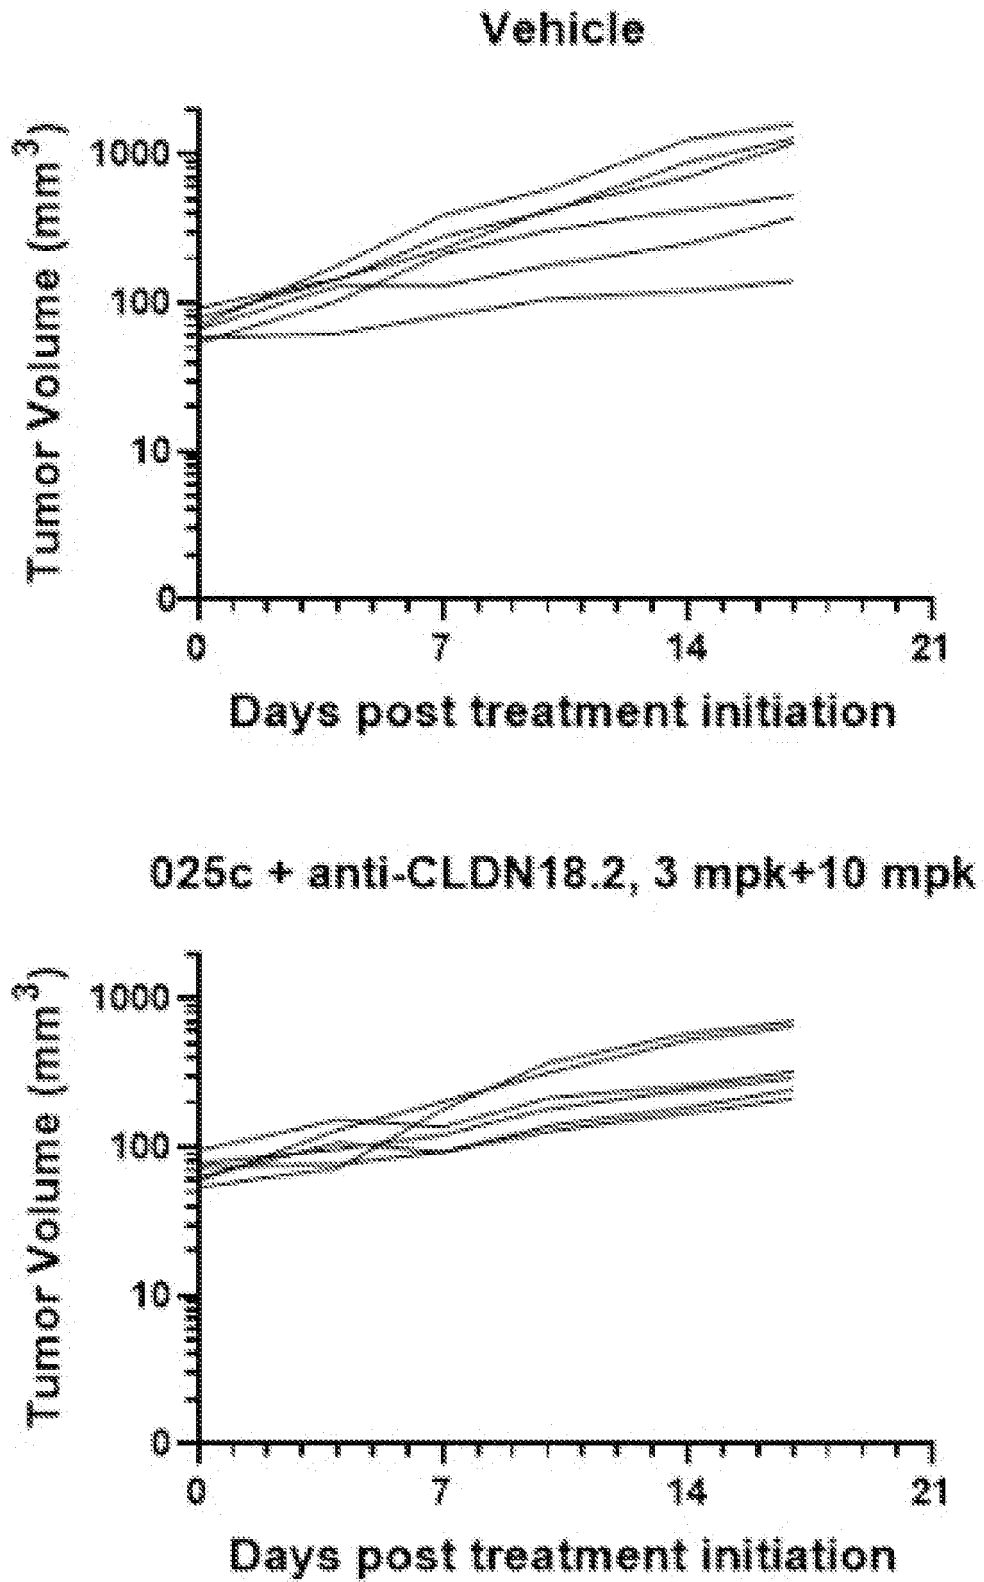 Vehicle
Tumor Volume (mm³)
1000
100
10
0
0 7 14 21
Days post treatment initiation
025c + anti-CLDN18.2, 3 mpk+10 mpk
Tumor Volume (mm³)
1000
100
10
0
0 7 14 21
Days post treatment initiation